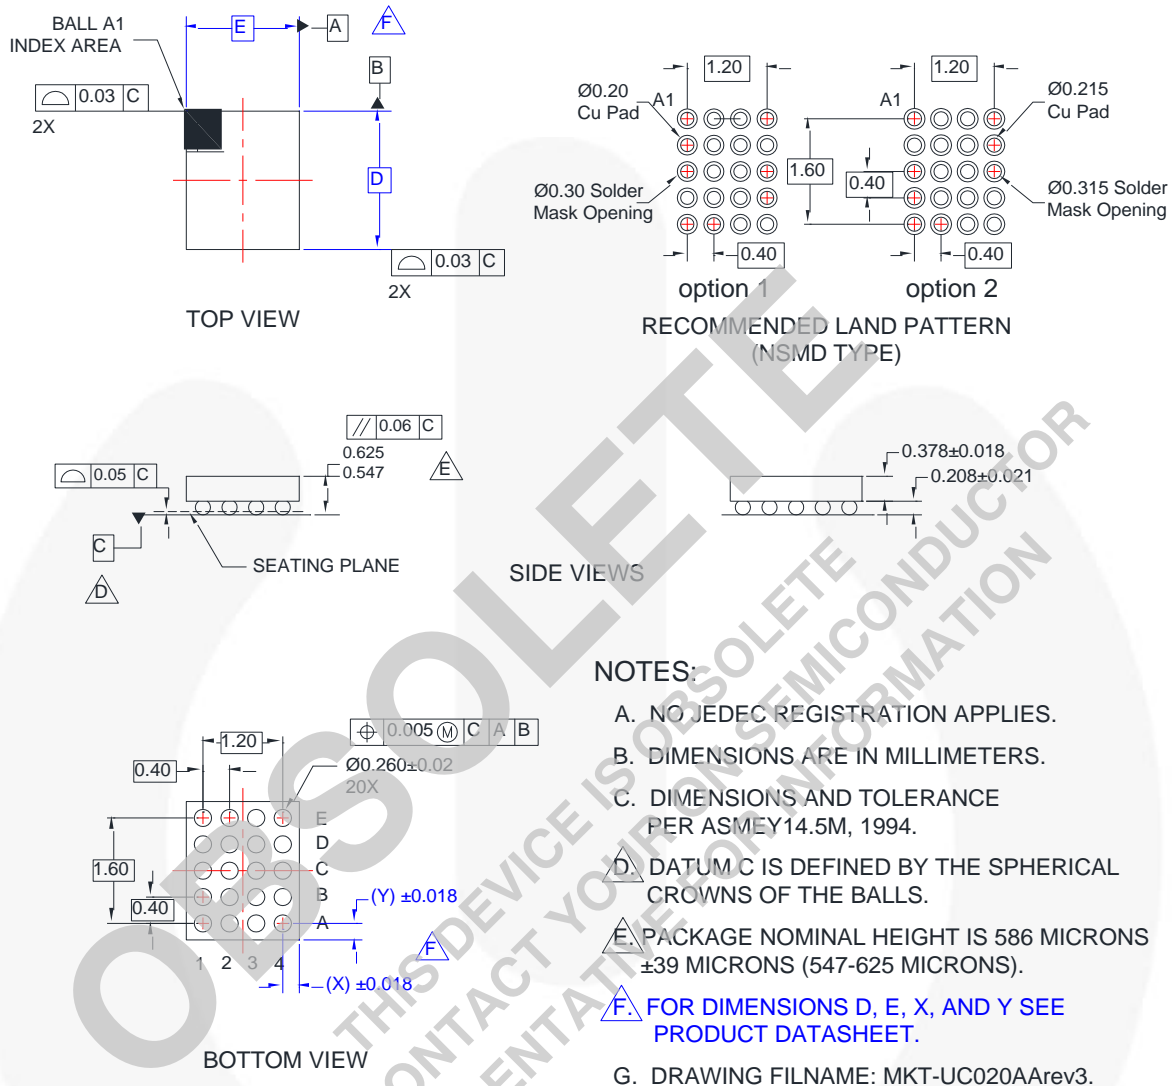 BALL A1
INDEX AREA
E
A
F
B
0.03 C
2X
D
0.03 C
2X
TOP VIEW
1.20
Ø0.20
Cu Pad
A1
Ø0.30 Solder
Mask Opening
0.40
option 1
1.60
1.20
A1
Ø0.215
Cu Pad
0.40
Ø0.315 Solder
Mask Opening
0.40
option 2
RECOMMENDED LAND PATTERN
(NSMD TYPE)
// 0.06 C
0.625
0.547
E
0.05 C
C
D
SEATING PLANE
0.378±0.018
0.208±0.021
SIDE VIEWS
1.20
0.005 M C A B
0.40
Ø0.260±0.02
20X
1.60
0.40
E
D
C
B
A
1 2 3 4
(Y) ±0.018
F
(X) ±0.018
BOTTOM VIEW
NOTES:
A. NO JEDEC REGISTRATION APPLIES.
B. DIMENSIONS ARE IN MILLIMETERS.
C. DIMENSIONS AND TOLERANCE
PER ASMEY14.5M, 1994.
D. DATUM C IS DEFINED BY THE SPHERICAL
CROWNS OF THE BALLS.
E. PACKAGE NOMINAL HEIGHT IS 586 MICRONS
±39 MICRONS (547-625 MICRONS).
F. FOR DIMENSIONS D, E, X, AND Y SEE
PRODUCT DATASHEET.
G. DRAWING FILNAME: MKT-UC020AArev3.
OBSOLETE
THIS DEVICE IS OBSOLETE
CONTACT YOUR ON SEMICONDUCTOR
ENTATIVE FOR INFORMATION